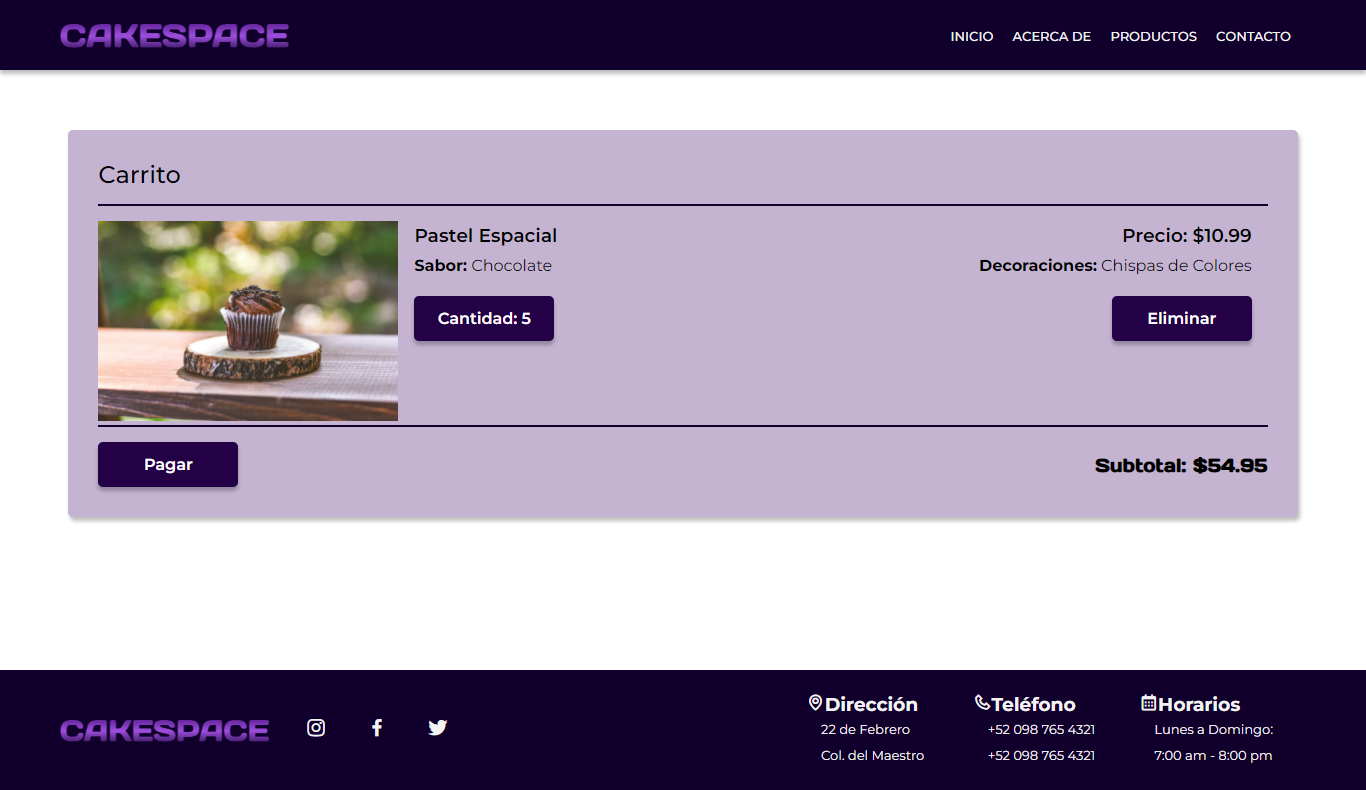 CAKESPACE
INICIO ACERCA DE PRODUCTOS CONTACTO
Carrito
Pastel Espacial
Precio: $10.99
Sabor: Chocolate
Decoraciones: Chispas de Colores
Cantidad: 5
Eliminar
Pagar
Subtotal: $54.95
CAKESPACE
Dirección
22 de Febrero
Col. del Maestro
Teléfono
+52 098 765 4321
+52 098 765 4321
Horarios
Lunes a Domingo:
7:00 am - 8:00 pm